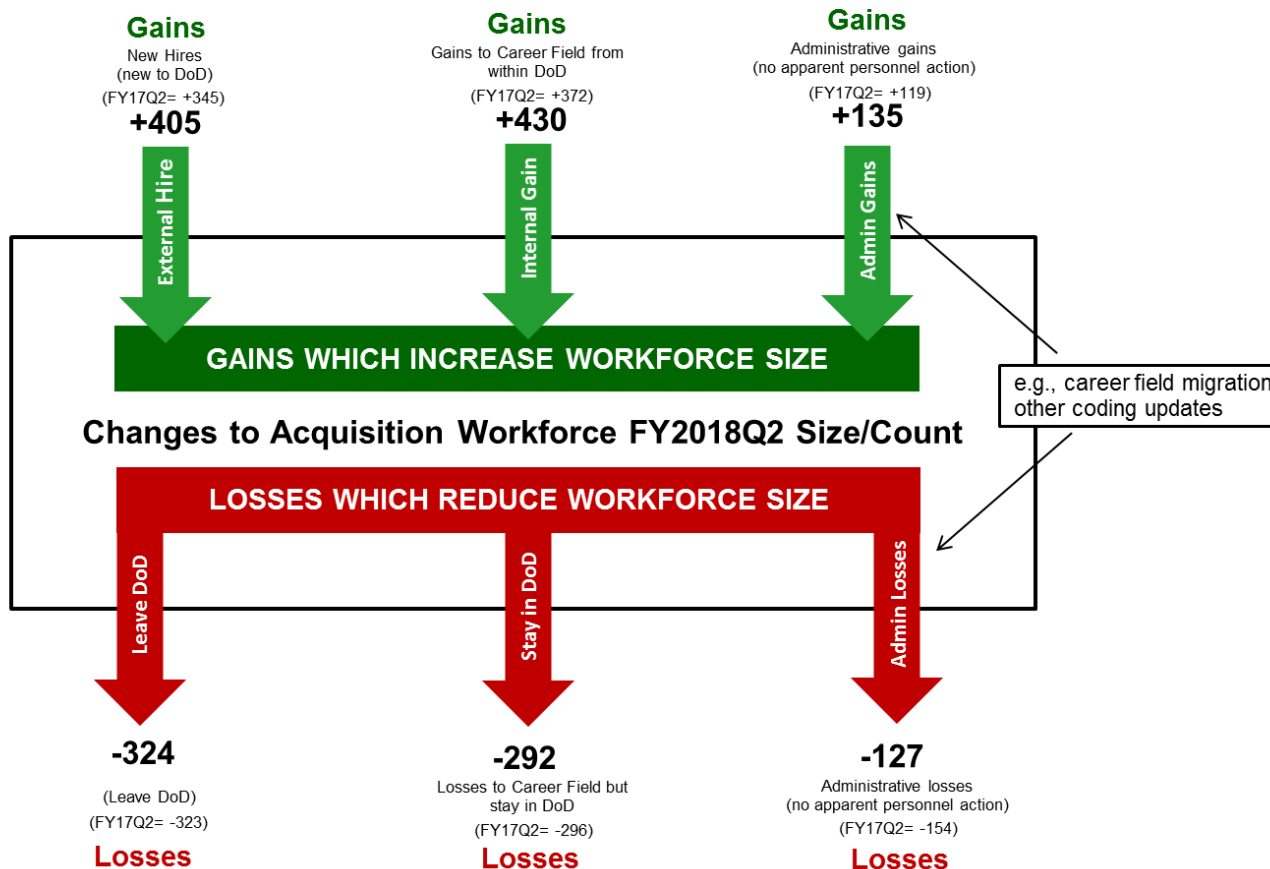 Gains
New Hires
(new to DoD)
(FY17Q2= +345)
+405
Gains
Gains to Career Field from
within DoD
(FY17Q2= +372)
+430
Gains
Administrative gains
(no apparent personnel action)
(FY17Q2= +119)
+135
External Hire
Internal Gain
Admin Gains
GAINS WHICH INCREASE WORKFORCE SIZE
e.g., career field migration
other coding updates
Changes to Acquisition Workforce FY2018Q2 Size/Count
LOSSES WHICH REDUCE WORKFORCE SIZE
Leave DoD
Stay in DoD
Admin Losses
-324
(Leave DoD)
(FY17Q2= -323)
Losses
-292
Losses to Career Field but
stay in DoD
(FY17Q2= -296)
Losses
-127
Administrative losses
(no apparent personnel action)
(FY17Q2= -154)
Losses